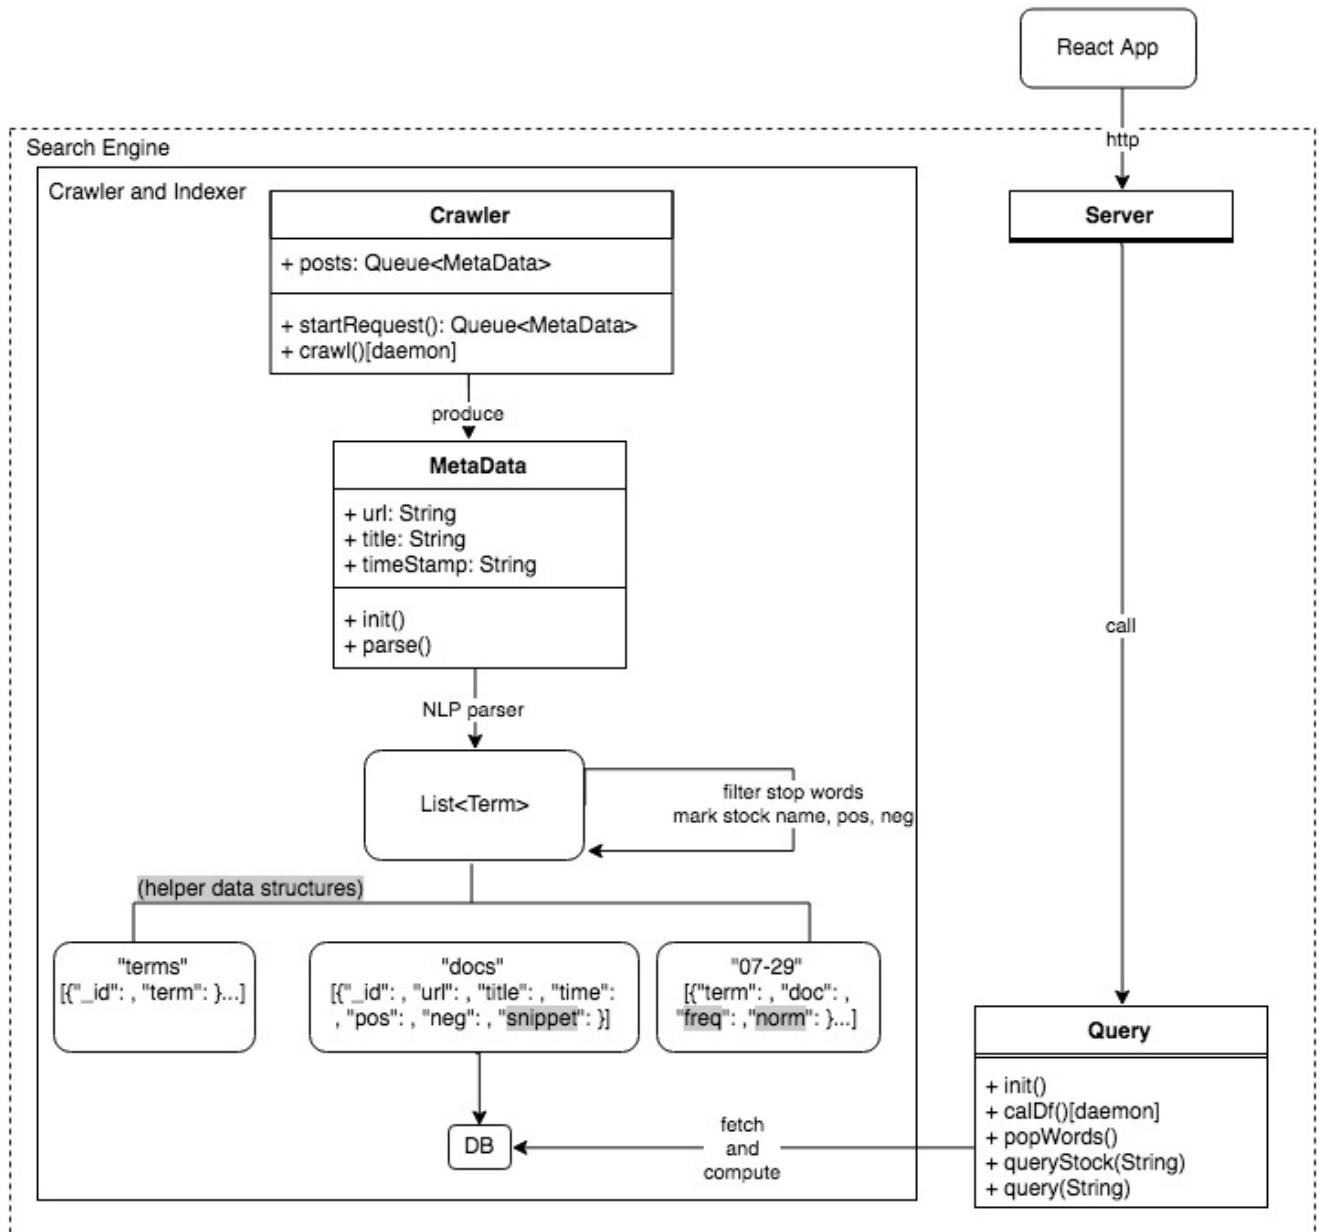 React App
http
Search Engine
Crawler and Indexer
Crawler
+ posts: Queue<MetaData>
+ startRequest(): Queue<MetaData>
+ crawl()[daemon]
produce
MetaData
+ url: String
+ title: String
+ timeStamp: String
+ init()
+ parse()
NLP parser
List<Term>
filter stop words
mark stock name, pos, neg
(helper data structures)
"terms"
[{"_id": , "term": }...]
"docs"
[{"_id": , "url": , "title": , "time":
, "pos": , "neg": , "snippet": }]
"07-29"
[{"term": , "doc": ,
"freq": ,"norm": }...]
DB
fetch
and
compute
Server
call
Query
+ init()
+ calDf()[daemon]
+ popWords()
+ queryStock(String)
+ query(String)